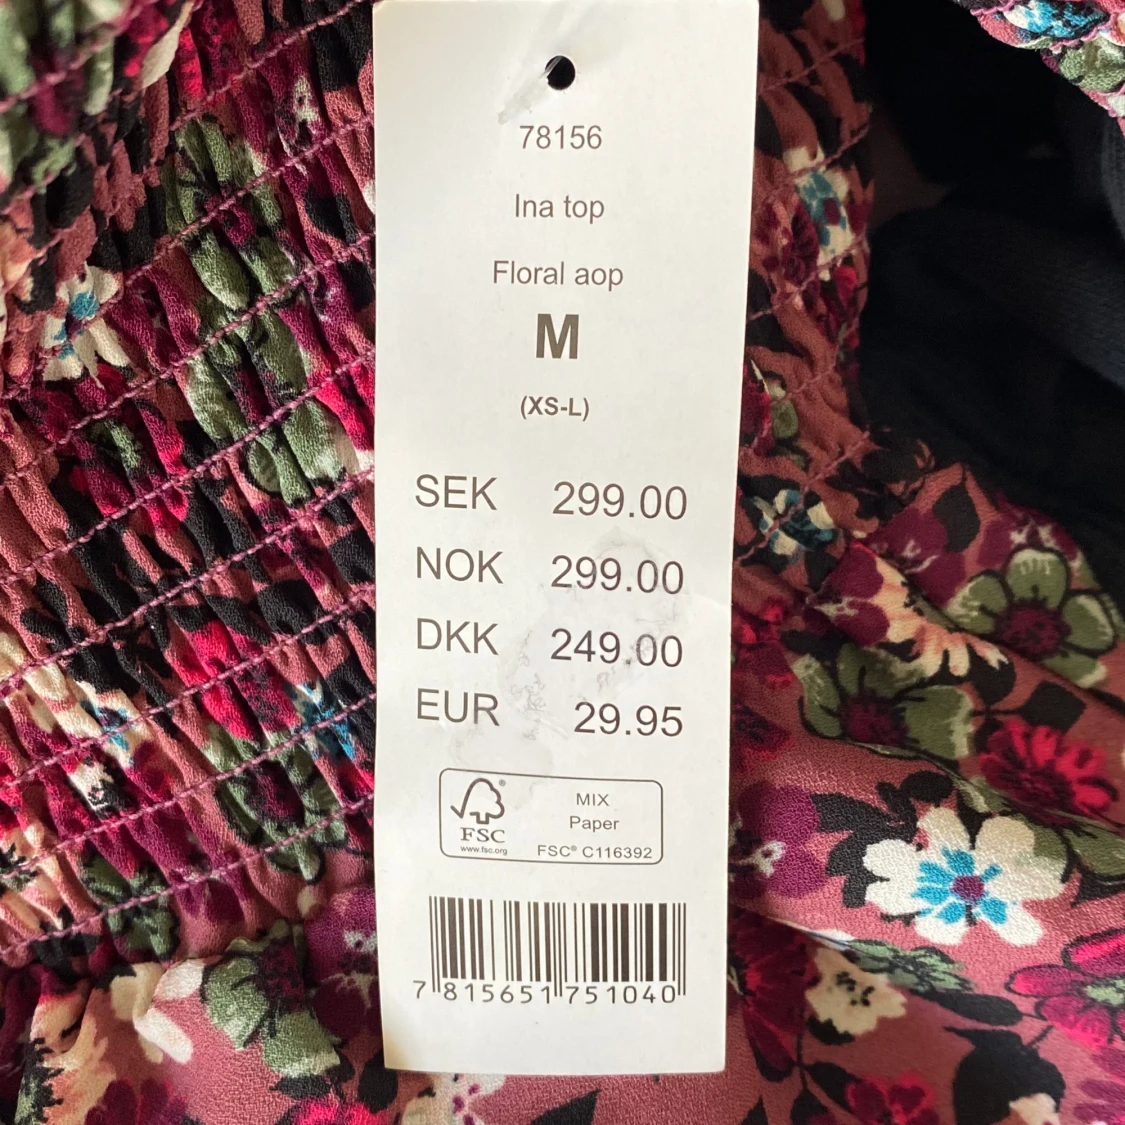 78156
Ina top
Floral aop
M
(XS-L)
SEK 299.00
NOK 299.00
DKK 249.00
EUR 29.95
MIX
Paper
FSC
www.fsc.org
FSC® C116392
7 815651 751040